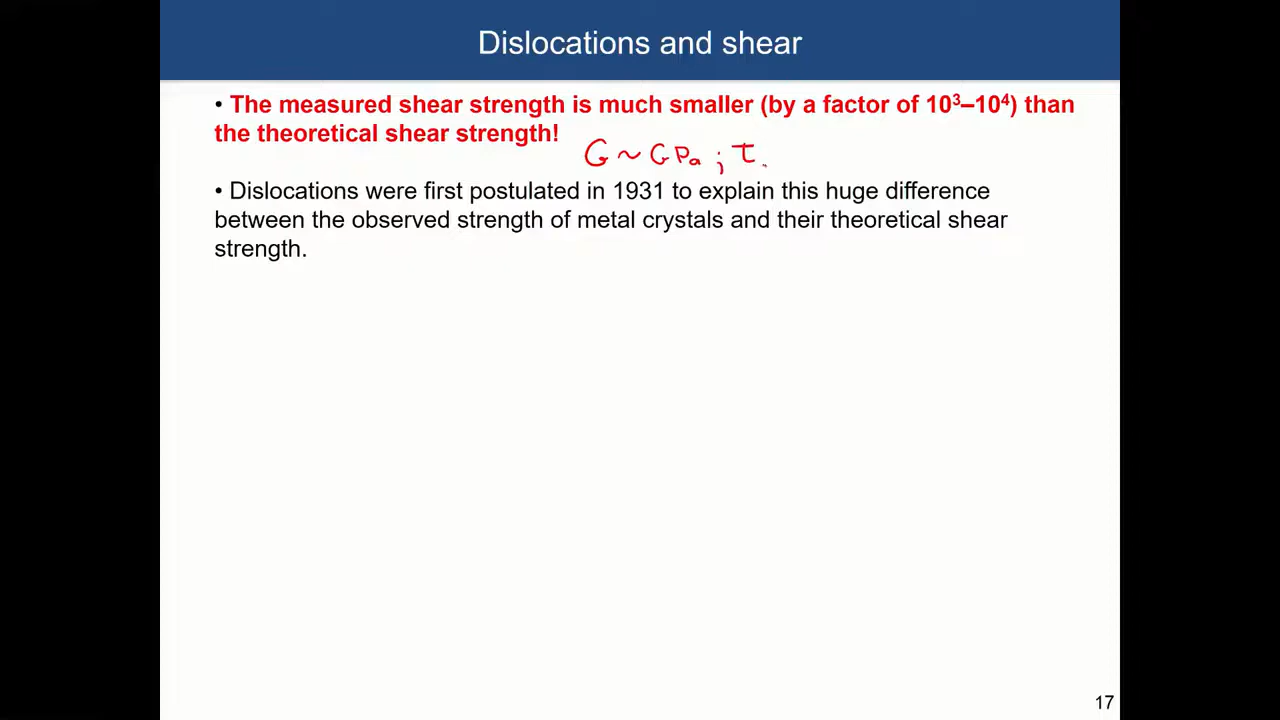 Dislocations and shear
• The measured shear strength is much smaller (by a factor of 10³–10⁴) than
the theoretical shear strength!
G ~ GPa ; τ
• Dislocations were first postulated in 1931 to explain this huge difference
between the observed strength of metal crystals and their theoretical shear
strength.
17